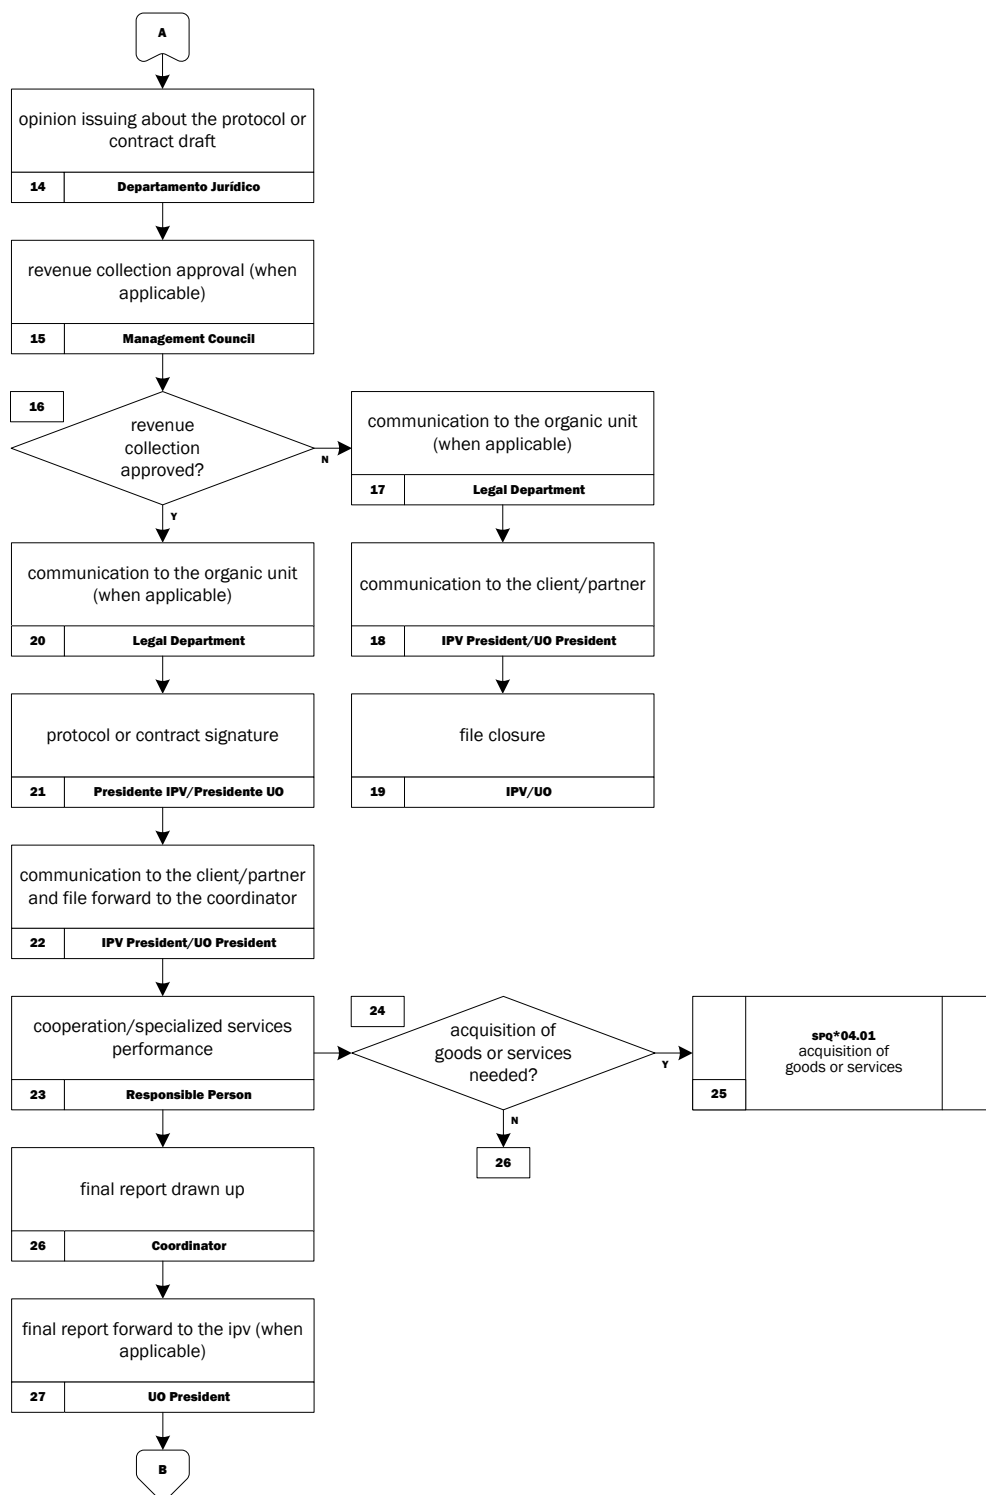 A
opinion issuing about the protocol or
contract draft
14 Departamento Jurídico
revenue collection approval (when
applicable)
15 Management Council
16
revenue
collection
approved?
N
Y
communication to the organic unit
(when applicable)
17 Legal Department
communication to the organic unit
(when applicable)
20 Legal Department
communication to the client/partner
18 IPV President/UO President
protocol or contract signature
21 Presidente IPV/Presidente UO
file closure
19 IPV/UO
communication to the client/partner
and file forward to the coordinator
22 IPV President/UO President
cooperation/specialized services
performance
23 Responsible Person
24
acquisition of
goods or services
needed?
Y
N
SPQ*04.01
acquisition of
goods or services
25
26
final report drawn up
26 Coordinator
final report forward to the ipv (when
applicable)
27 UO President
B